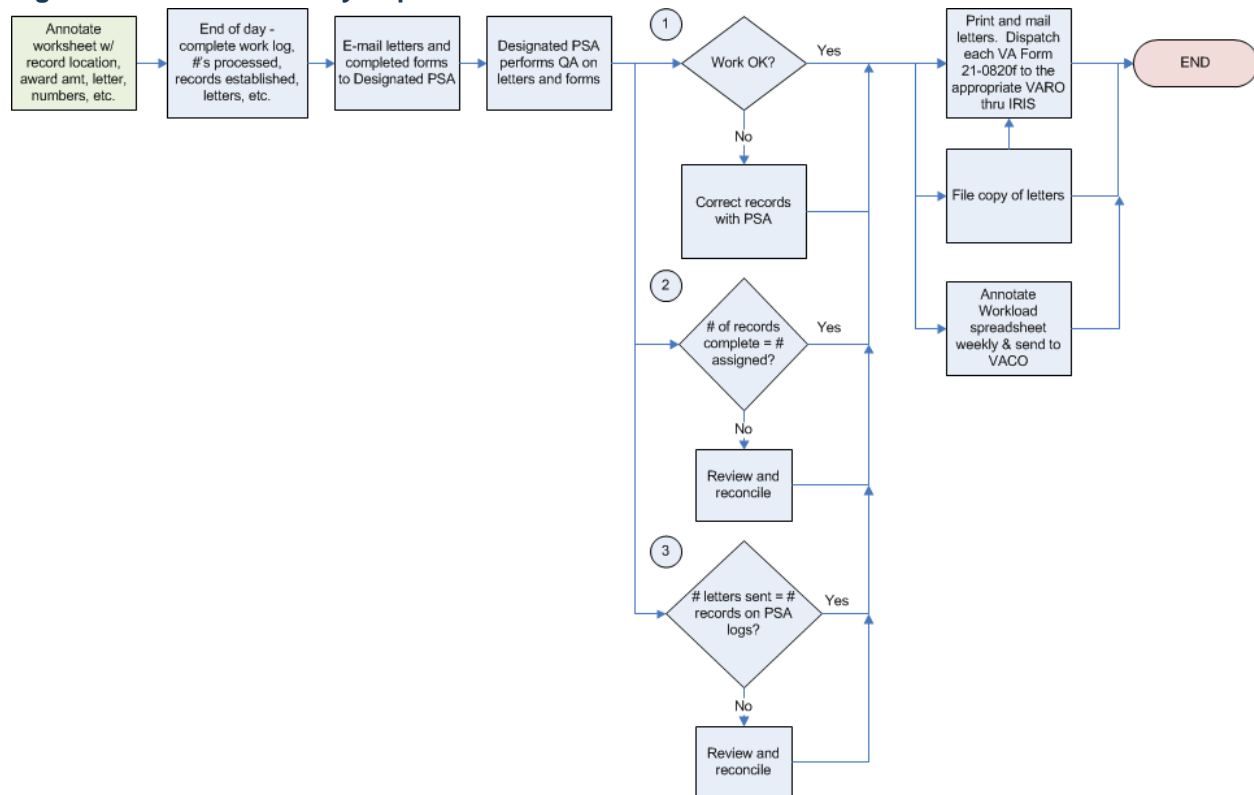 Annotate
worksheet w/
record location,
award amt, letter,
numbers, etc.
End of day -
complete work log,
#'s processed,
records established,
letters, etc.
E-mail letters and
completed forms
to Designated PSA
Designated PSA
performs QA on
letters and forms
1
Work OK?
Yes
No
Correct records
with PSA
2
# of records
complete = #
assigned?
Yes
No
Review and
reconcile
3
# letters sent = #
records on PSA
logs?
Yes
No
Review and
reconcile
Print and mail
letters. Dispatch
each VA Form
21-0820f to the
appropriate VARO
thru IRIS
File copy of letters
Annotate
Workload
spreadsheet
weekly & send to
VACO
END